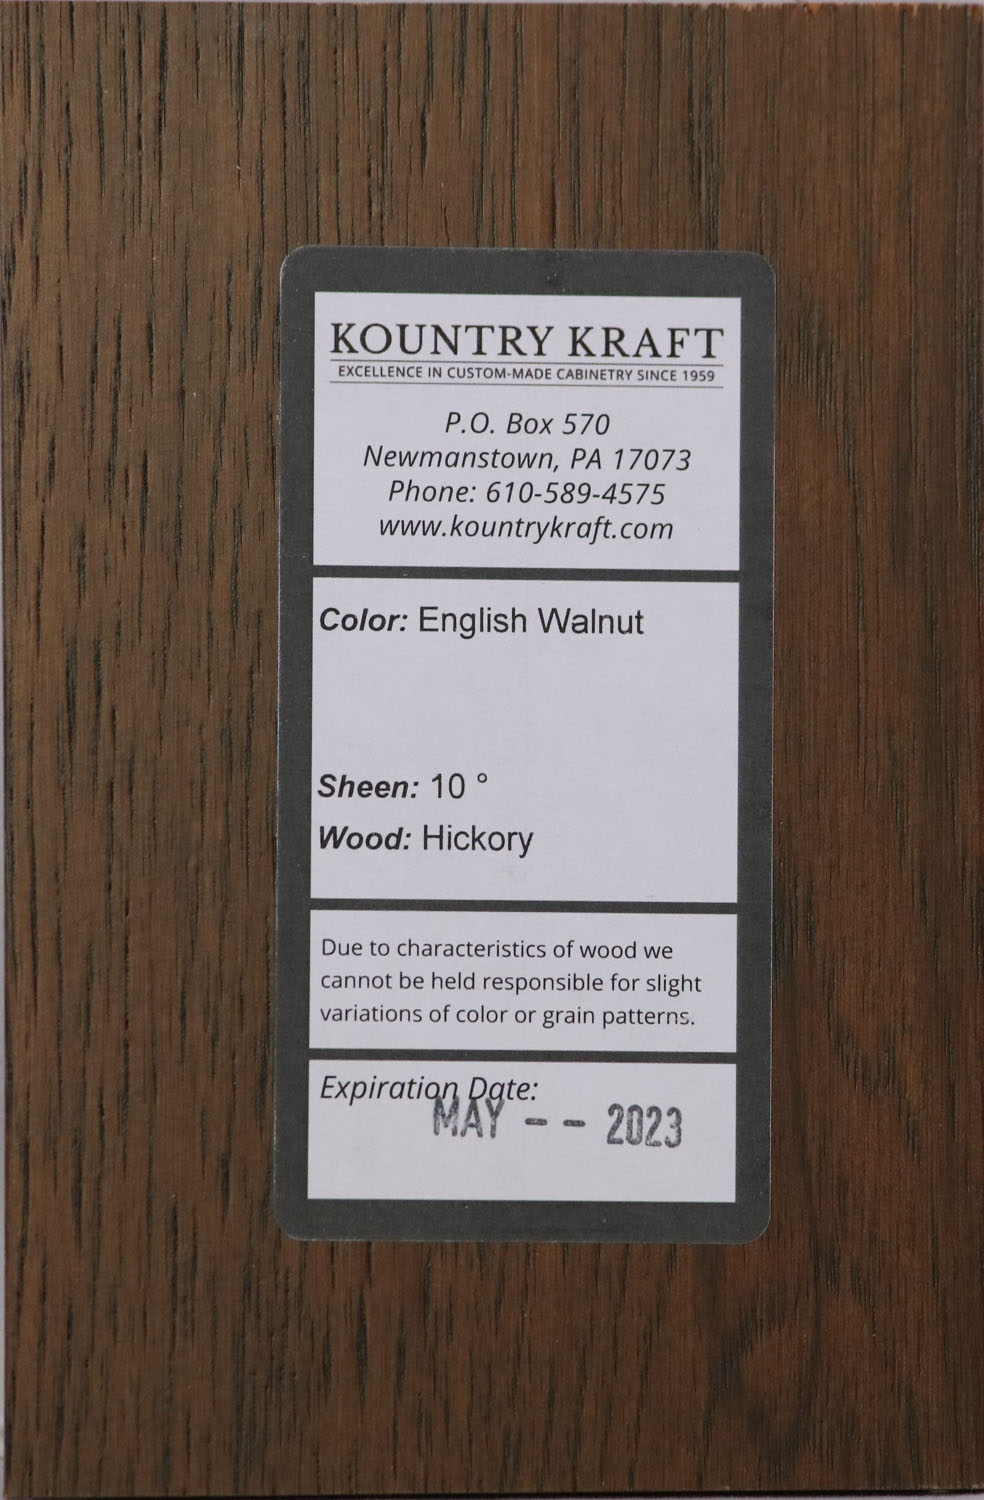 KOUNTRY KRAFT
EXCELLENCE IN CUSTOM-MADE CABINETRY SINCE 1959
P.O. Box 570
Newmanstown, PA 17073
Phone: 610-589-4575
www.kountrykraft.com
Color: English Walnut
Sheen: 10 °
Wood: Hickory
Due to characteristics of wood we
cannot be held responsible for slight
variations of color or grain patterns.
Expiration Date:
MAY -- 2023